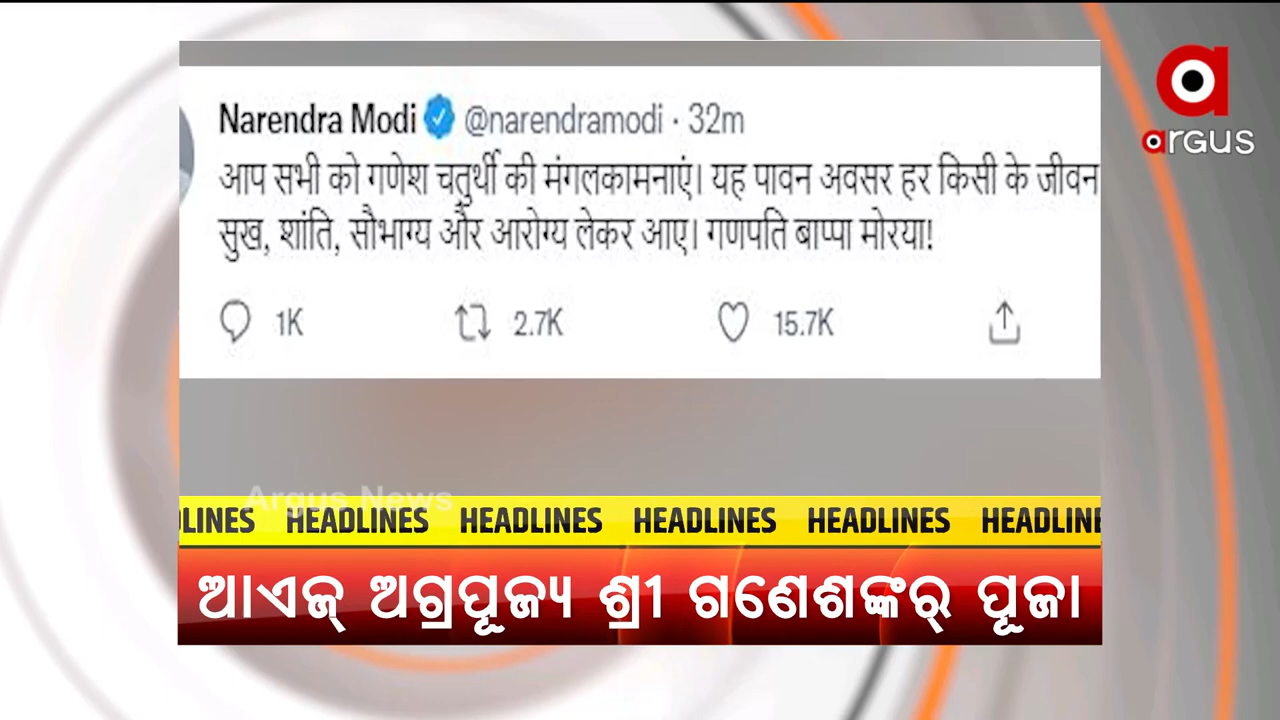 Narendra Modi @narendramodi · 32m
आप सभी को गणेश चतुर्थी की मंगलकामनाएं। यह पावन अवसर हर किसी के जीवन
सुख, शांति, सौभाग्य और आरोग्य लेकर आए। गणपति बाप्पा मोरया!
1K 2.7K 15.7K
argus
Argus News
DLINES HEADLINES HEADLINES HEADLINES HEADLINES HEADLINE
ଆଏଜ୍ ଅଗ୍ରପୂଜ୍ୟ ଶ୍ରୀ ଗଣେଶଙ୍କର୍ ପୂଜା